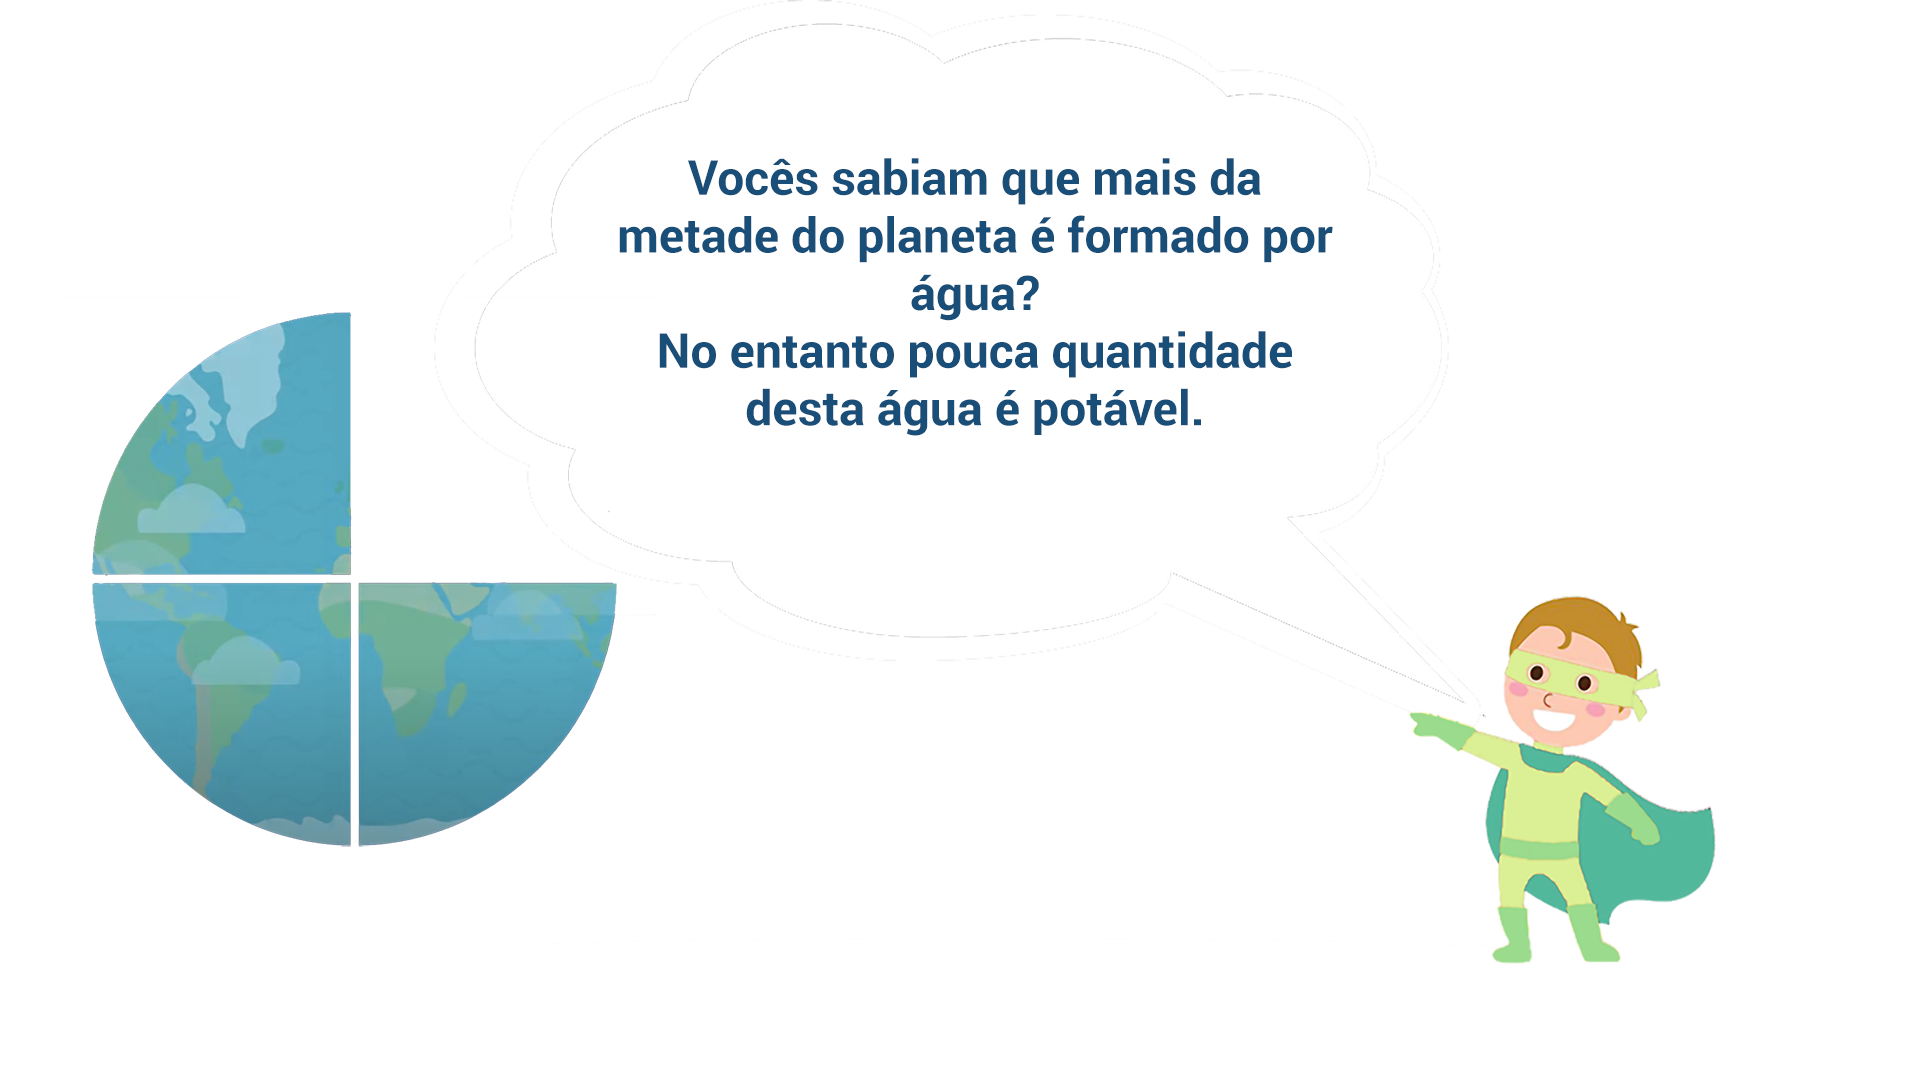 Vocês sabiam que mais da
metade do planeta é formado por
água?
No entanto pouca quantidade
desta água é potável.